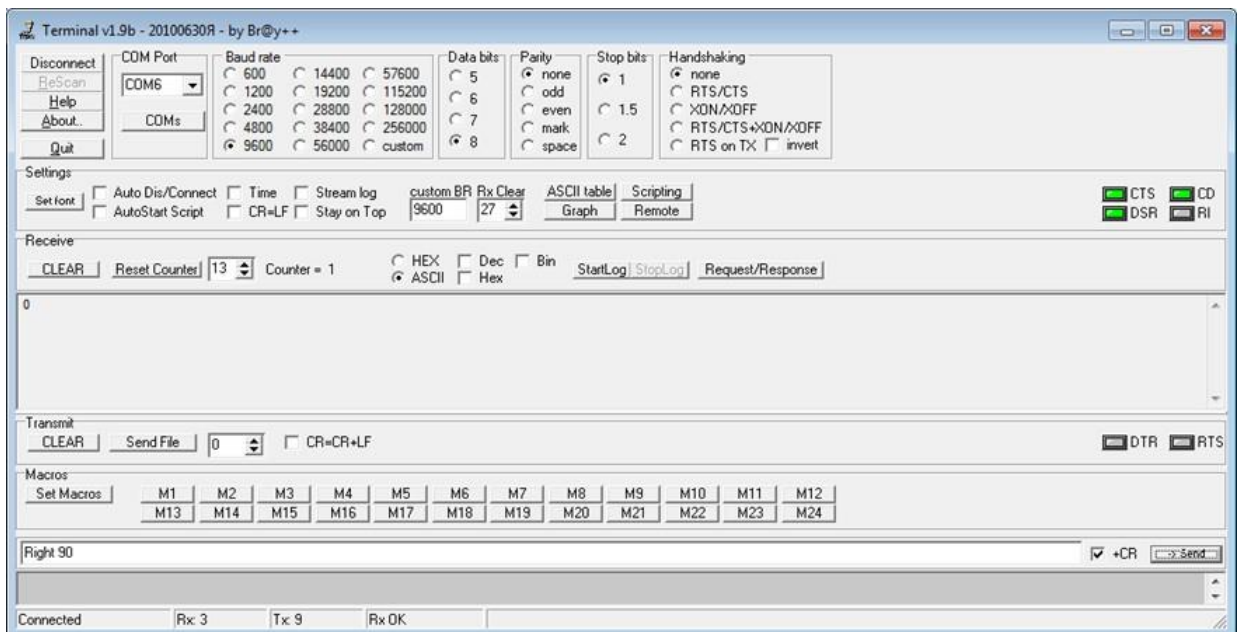 Terminal v1.9b - 20100630Я - by Br@y++
Disconnect
ReScan
Help
About..
Quit
COM Port
COM6
COMs
Baud rate
600 14400 57600
1200 19200 115200
2400 28800 128000
4800 38400 256000
9600 56000 custom
Data bits
5
6
7
8
Parity
none
odd
even
mark
space
Stop bits
1
1.5
2
Handshaking
none
RTS/CTS
XON/XOFF
RTS/CTS+XON/XOFF
RTS on TX invert
Settings
Set font
Auto Dis/Connect Time Stream log
AutoStart Script CR=LF Stay on Top
custom BR Rx Clear
9600 27
ASCII table Scripting
Graph Remote
CTS CD
DSR RI
Receive
CLEAR Reset Counter 13 Counter = 1
HEX Dec Bin
ASCII Hex
StartLog StopLog Request/Response
0
Transmit
CLEAR Send File 0 CR=CR+LF
DTR RTS
Macros
Set Macros M1 M2 M3 M4 M5 M6 M7 M8 M9 M10 M11 M12
M13 M14 M15 M16 M17 M18 M19 M20 M21 M22 M23 M24
Right 90 +CR -> Send
Connected Rx: 3 Tx: 9 Rx OK